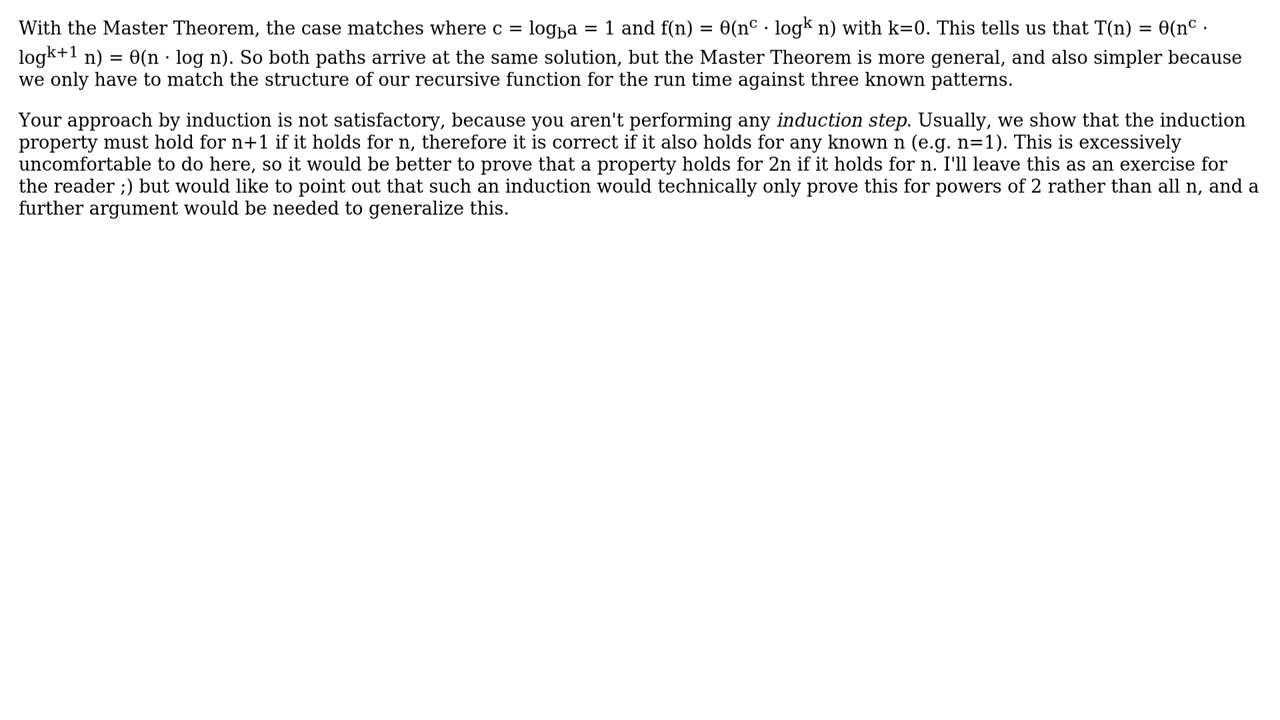 With the Master Theorem, the case matches where c = log_b a = 1 and f(n) = θ(n^c · log^k n) with k=0. This tells us that T(n) = θ(n^c ·
log^{k+1} n) = θ(n · log n). So both paths arrive at the same solution, but the Master Theorem is more general, and also simpler because
we only have to match the structure of our recursive function for the run time against three known patterns.
Your approach by induction is not satisfactory, because you aren't performing any induction step. Usually, we show that the induction
property must hold for n+1 if it holds for n, therefore it is correct if it also holds for any known n (e.g. n=1). This is excessively
uncomfortable to do here, so it would be better to prove that a property holds for 2n if it holds for n. I'll leave this as an exercise for
the reader ;) but would like to point out that such an induction would technically only prove this for powers of 2 rather than all n, and a
further argument would be needed to generalize this.